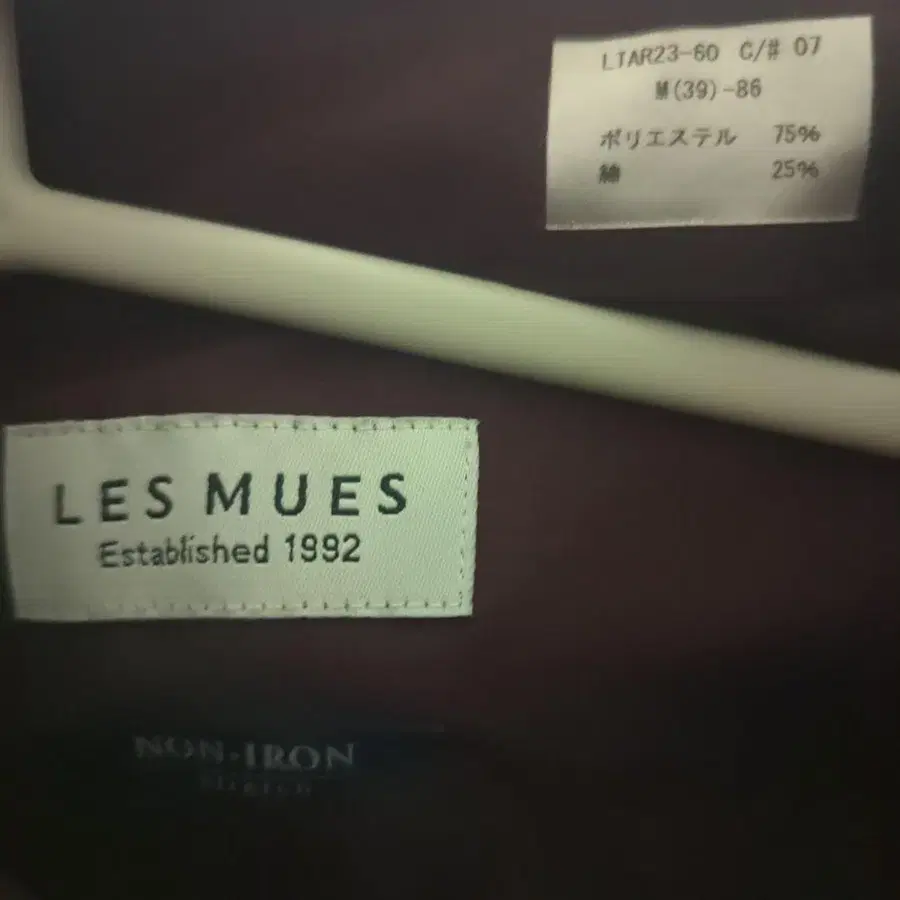 LTAR23-60 C/# 07
M(39)-86
ポリエステル 75%
綿 25%
LES MUES
Established 1992
NON-IRON
stretch